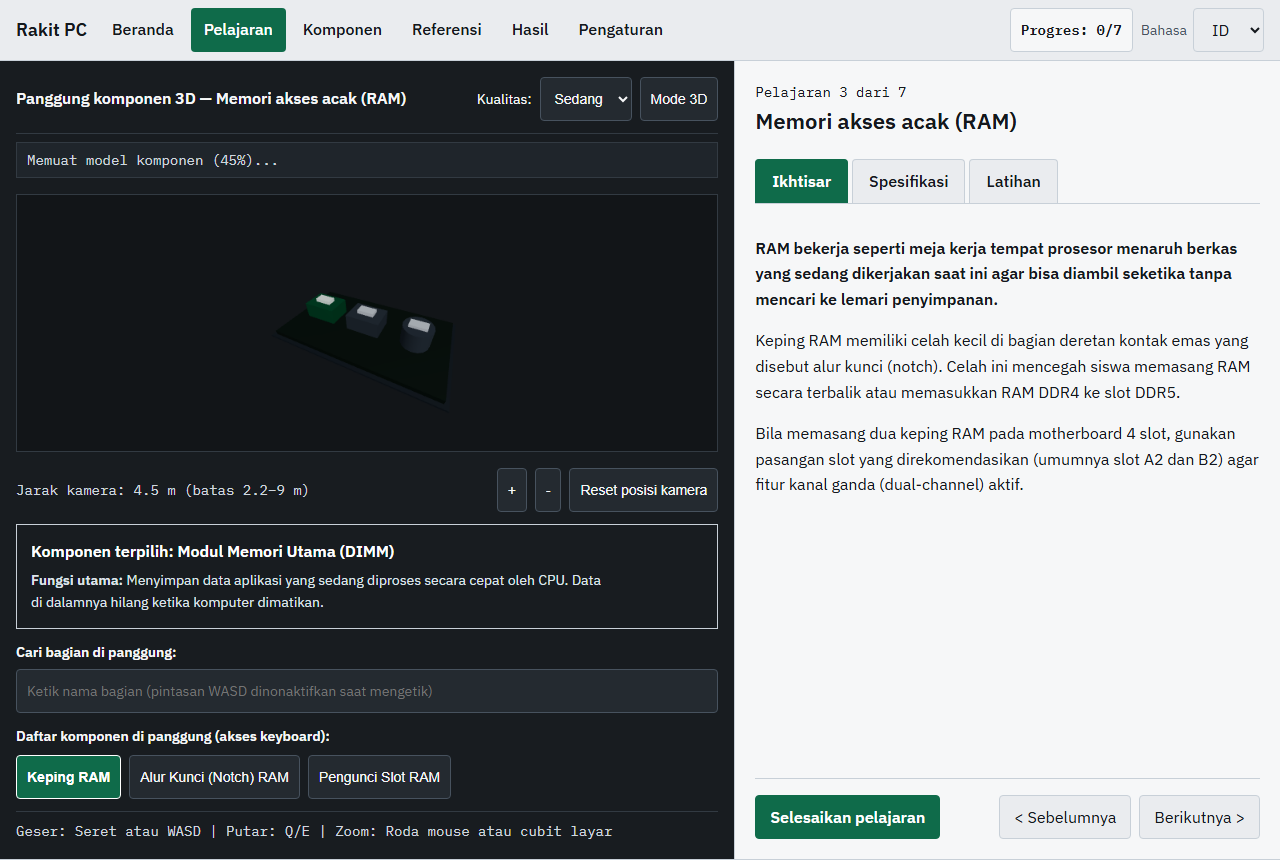 Rakit PC
Beranda
Pelajaran
Komponen
Referensi
Hasil
Pengaturan
Progres: 0/7
Bahasa
ID
Panggung komponen 3D — Memori akses acak (RAM)
Kualitas:
Sedang
Mode 3D
Memuat model komponen (45%)...
Jarak kamera: 4.5 m (batas 2.2–9 m)
+
-
Reset posisi kamera
Komponen terpilih: Modul Memori Utama (DIMM)
Fungsi utama: Menyimpan data aplikasi yang sedang diproses secara cepat oleh CPU. Data
di dalamnya hilang ketika komputer dimatikan.
Cari bagian di panggung:
Ketik nama bagian (pintasan WASD dinonaktifkan saat mengetik)
Daftar komponen di panggung (akses keyboard):
Keping RAM
Alur Kunci (Notch) RAM
Pengunci Slot RAM
Geser: Seret atau WASD | Putar: Q/E | Zoom: Roda mouse atau cubit layar
Pelajaran 3 dari 7
Memori akses acak (RAM)
Ikhtisar
Spesifikasi
Latihan
RAM bekerja seperti meja kerja tempat prosesor menaruh berkas
yang sedang dikerjakan saat ini agar bisa diambil seketika tanpa
mencari ke lemari penyimpanan.
Keping RAM memiliki celah kecil di bagian deretan kontak emas yang
disebut alur kunci (notch). Celah ini mencegah siswa memasang RAM
secara terbalik atau memasukkan RAM DDR4 ke slot DDR5.
Bila memasang dua keping RAM pada motherboard 4 slot, gunakan
pasangan slot yang direkomendasikan (umumnya slot A2 dan B2) agar
fitur kanal ganda (dual-channel) aktif.
Selesaikan pelajaran
< Sebelumnya
Berikutnya >